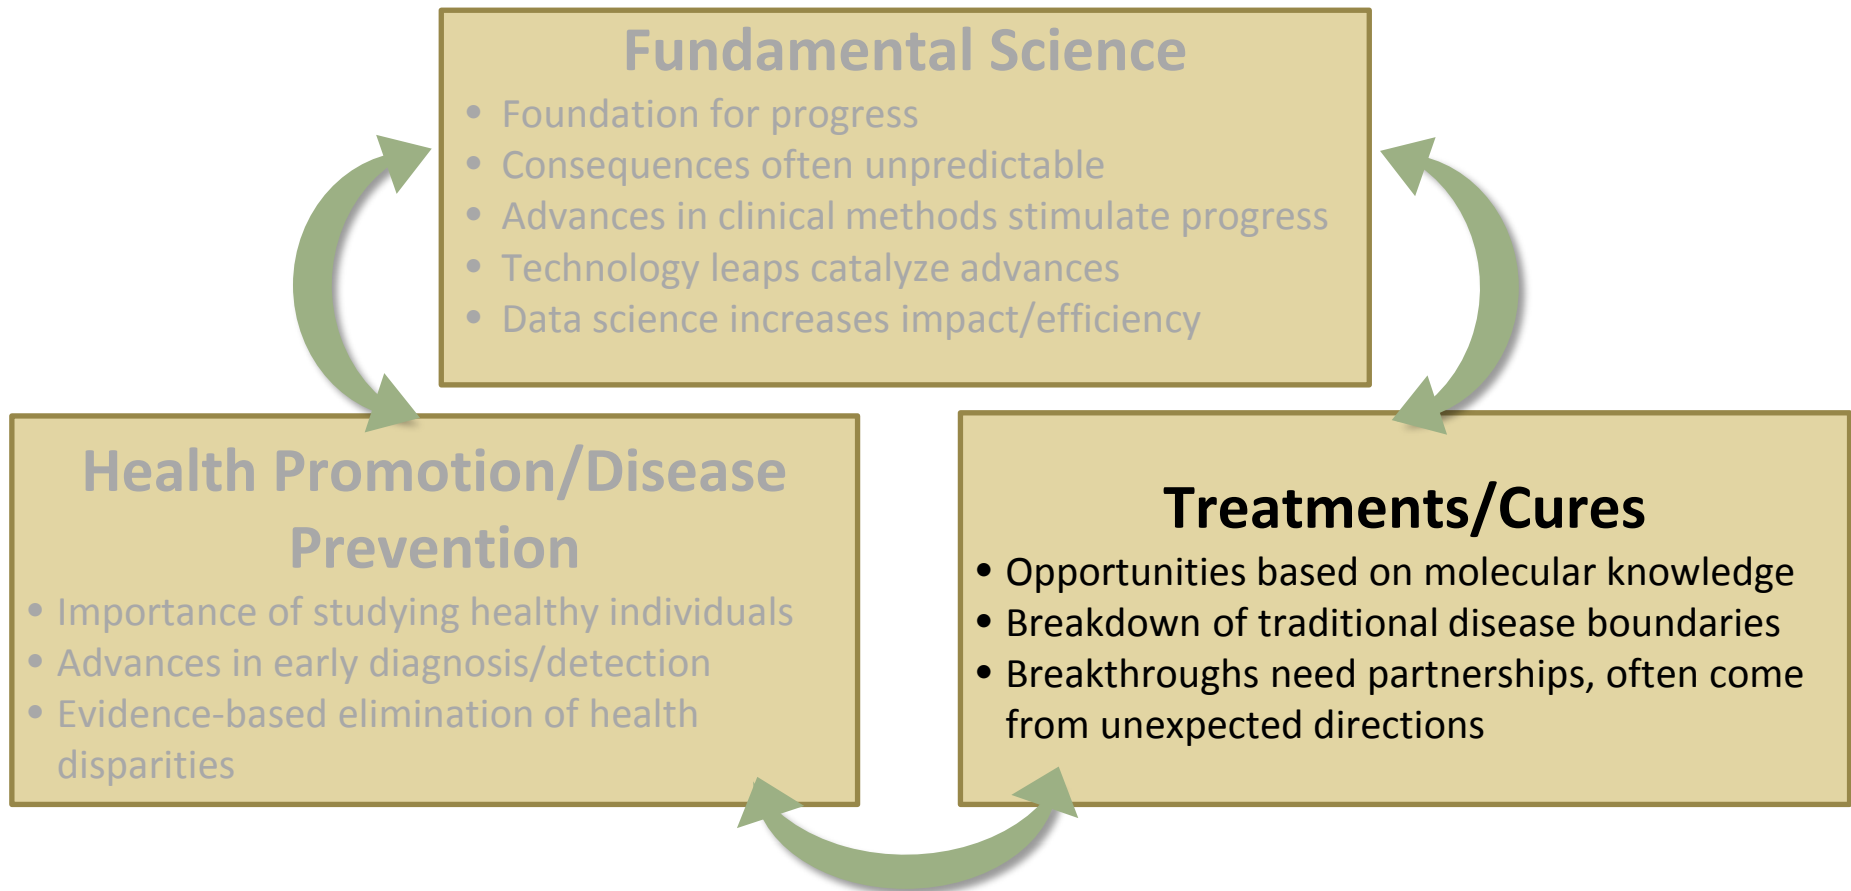 Fundamental Science
• Foundation for progress
• Consequences often unpredictable
• Advances in clinical methods stimulate progress
• Technology leaps catalyze advances
• Data science increases impact/efficiency
Health Promotion/Disease
Prevention
• Importance of studying healthy individuals
• Advances in early diagnosis/detection
• Evidence-based elimination of health
disparities
Treatments/Cures
• Opportunities based on molecular knowledge
• Breakdown of traditional disease boundaries
• Breakthroughs need partnerships, often come
from unexpected directions